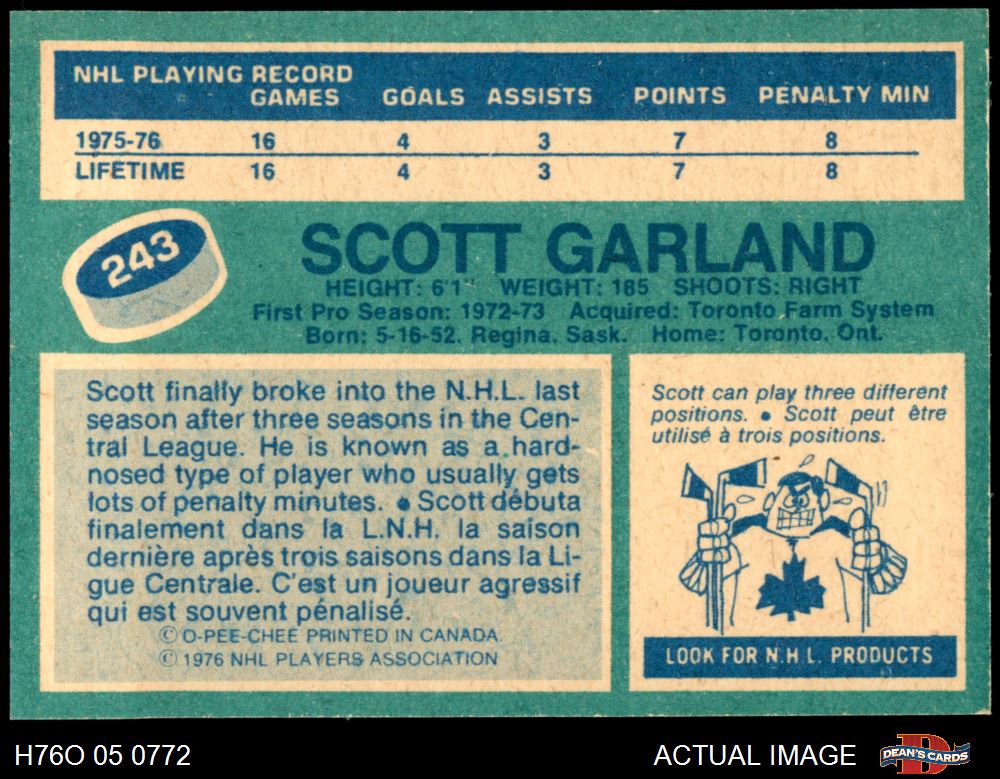 NHL PLAYING RECORD
GAMES GOALS ASSISTS POINTS PENALTY MIN
1975-76 16 4 3 7 8
LIFETIME 16 4 3 7 8
243
SCOTT GARLAND
HEIGHT: 6'1 WEIGHT: 185 SHOOTS: RIGHT
First Pro Season: 1972-73 Acquired: Toronto Farm System
Born: 5-16-52. Regina. Sask. Home: Toronto, Ont.
Scott finally broke into the N.H.L. last
season after three seasons in the Cen-
tral League. He is known as a hard-
nosed type of player who usually gets
lots of penalty minutes. ● Scott débuta
finalement dans la L.N.H. la saison
dernière après trois saisons dans la Li-
gue Centrale. C'est un joueur agressif
qui est souvent pénalisé.
© O-PEE-CHEE PRINTED IN CANADA
© 1976 NHL PLAYERS ASSOCIATION
Scott can play three different
positions. ● Scott peut être
utilisé à trois positions.
LOOK FOR N.H.L. PRODUCTS
H76O 05 0772
ACTUAL IMAGE
DEAN'S CARDS